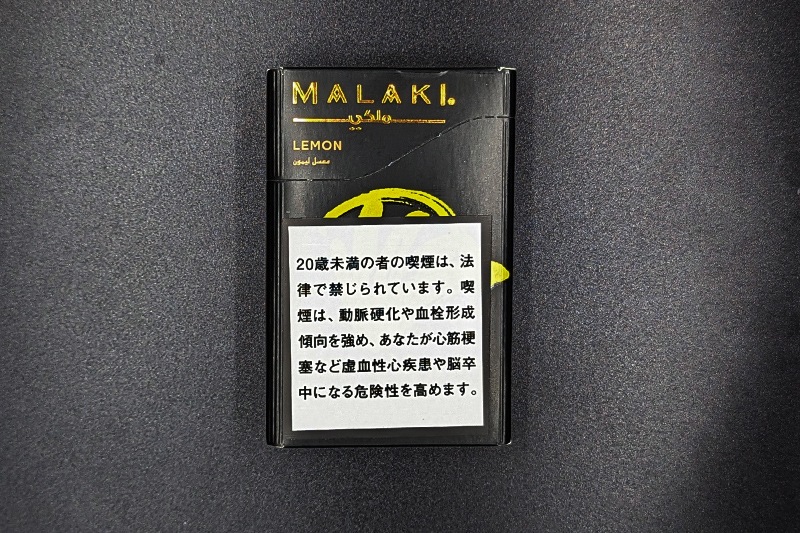 MALAKI.
ملكي
LEMON
معسل ليمون
20歳未満の者の喫煙は、法
律で禁じられています。喫
煙は、動脈硬化や血栓形成
傾向を強め、あなたが心筋梗
塞など虚血性心疾患や脳卒
中になる危険性を高めます。